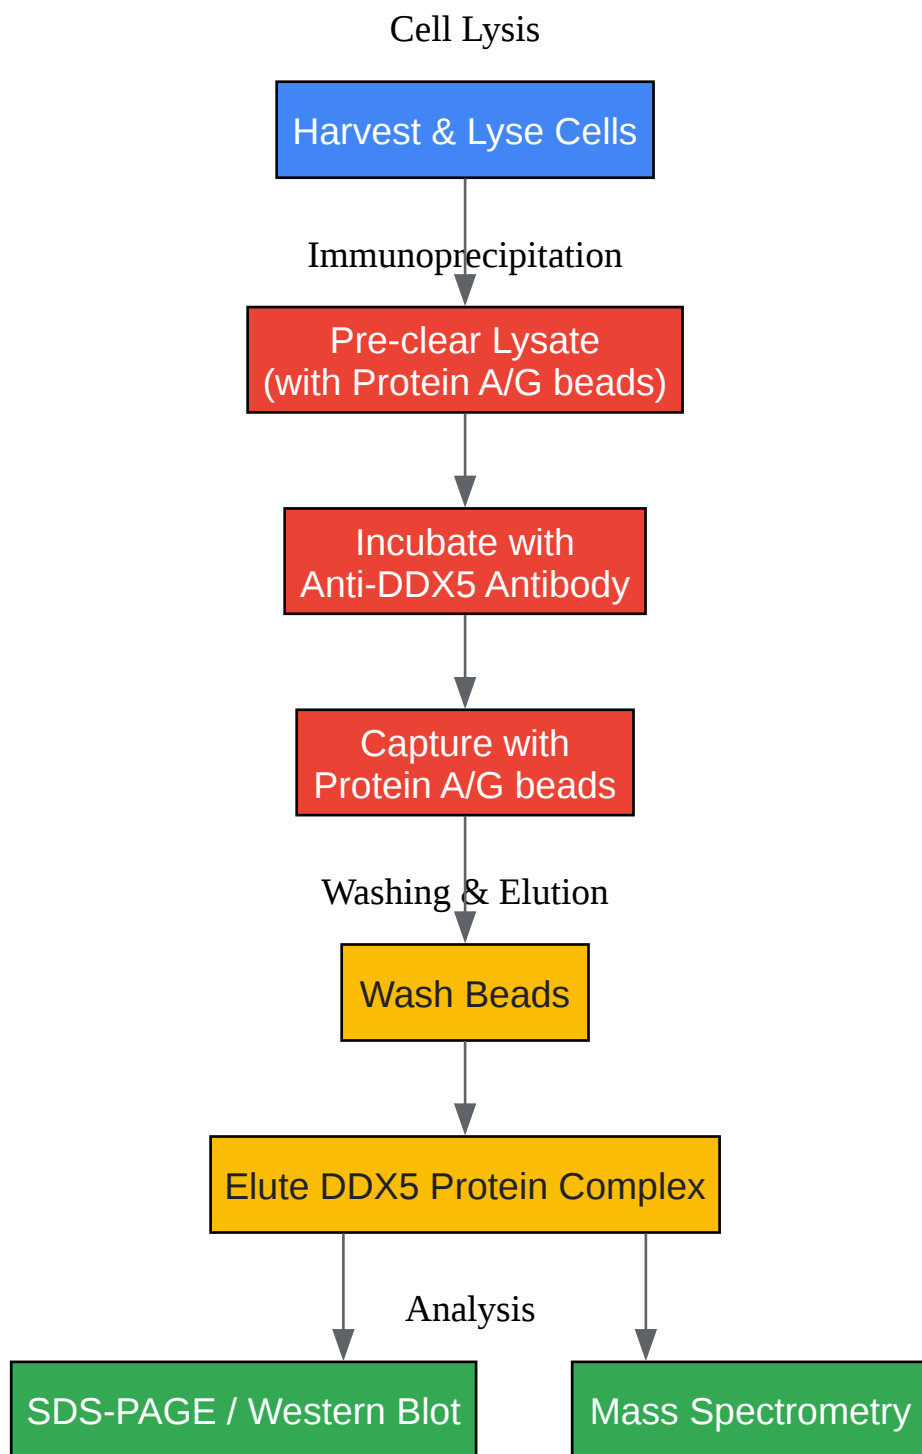 Cell Lysis
Harvest & Lyse Cells
Immunoprecipitation
Pre-clear Lysate
(with Protein A/G beads)
Incubate with
Anti-DDX5 Antibody
Capture with
Protein A/G beads
Washing & Elution
Wash Beads
Elute DDX5 Protein Complex
Analysis
SDS-PAGE / Western Blot
Mass Spectrometry